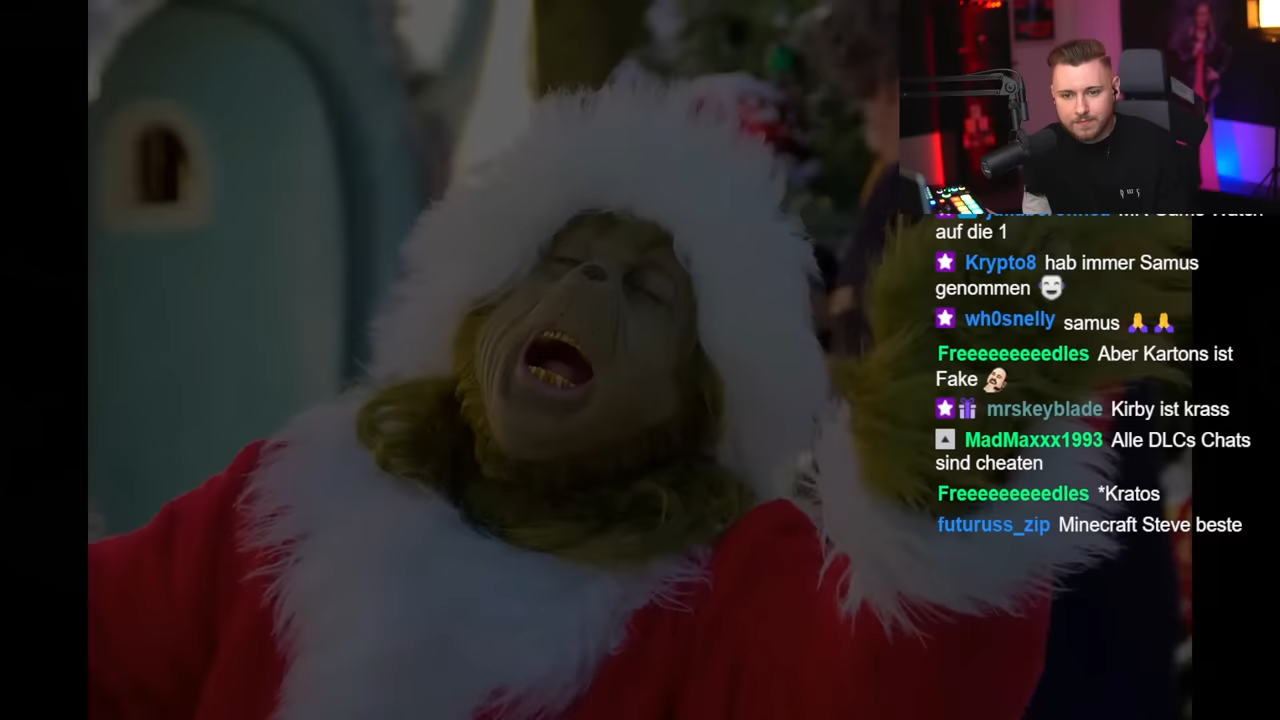 auf die 1
Krypto8 hab immer Samus
genommen
wh0snelly samus
Freeeeeeeeedles Aber Kartons ist
Fake
mrskeyblade Kirby ist krass
MadMaxxx1993 Alle DLCs Chats
sind cheaten
Freeeeeeeeedles *Kratos
futuruss_zip Minecraft Steve beste